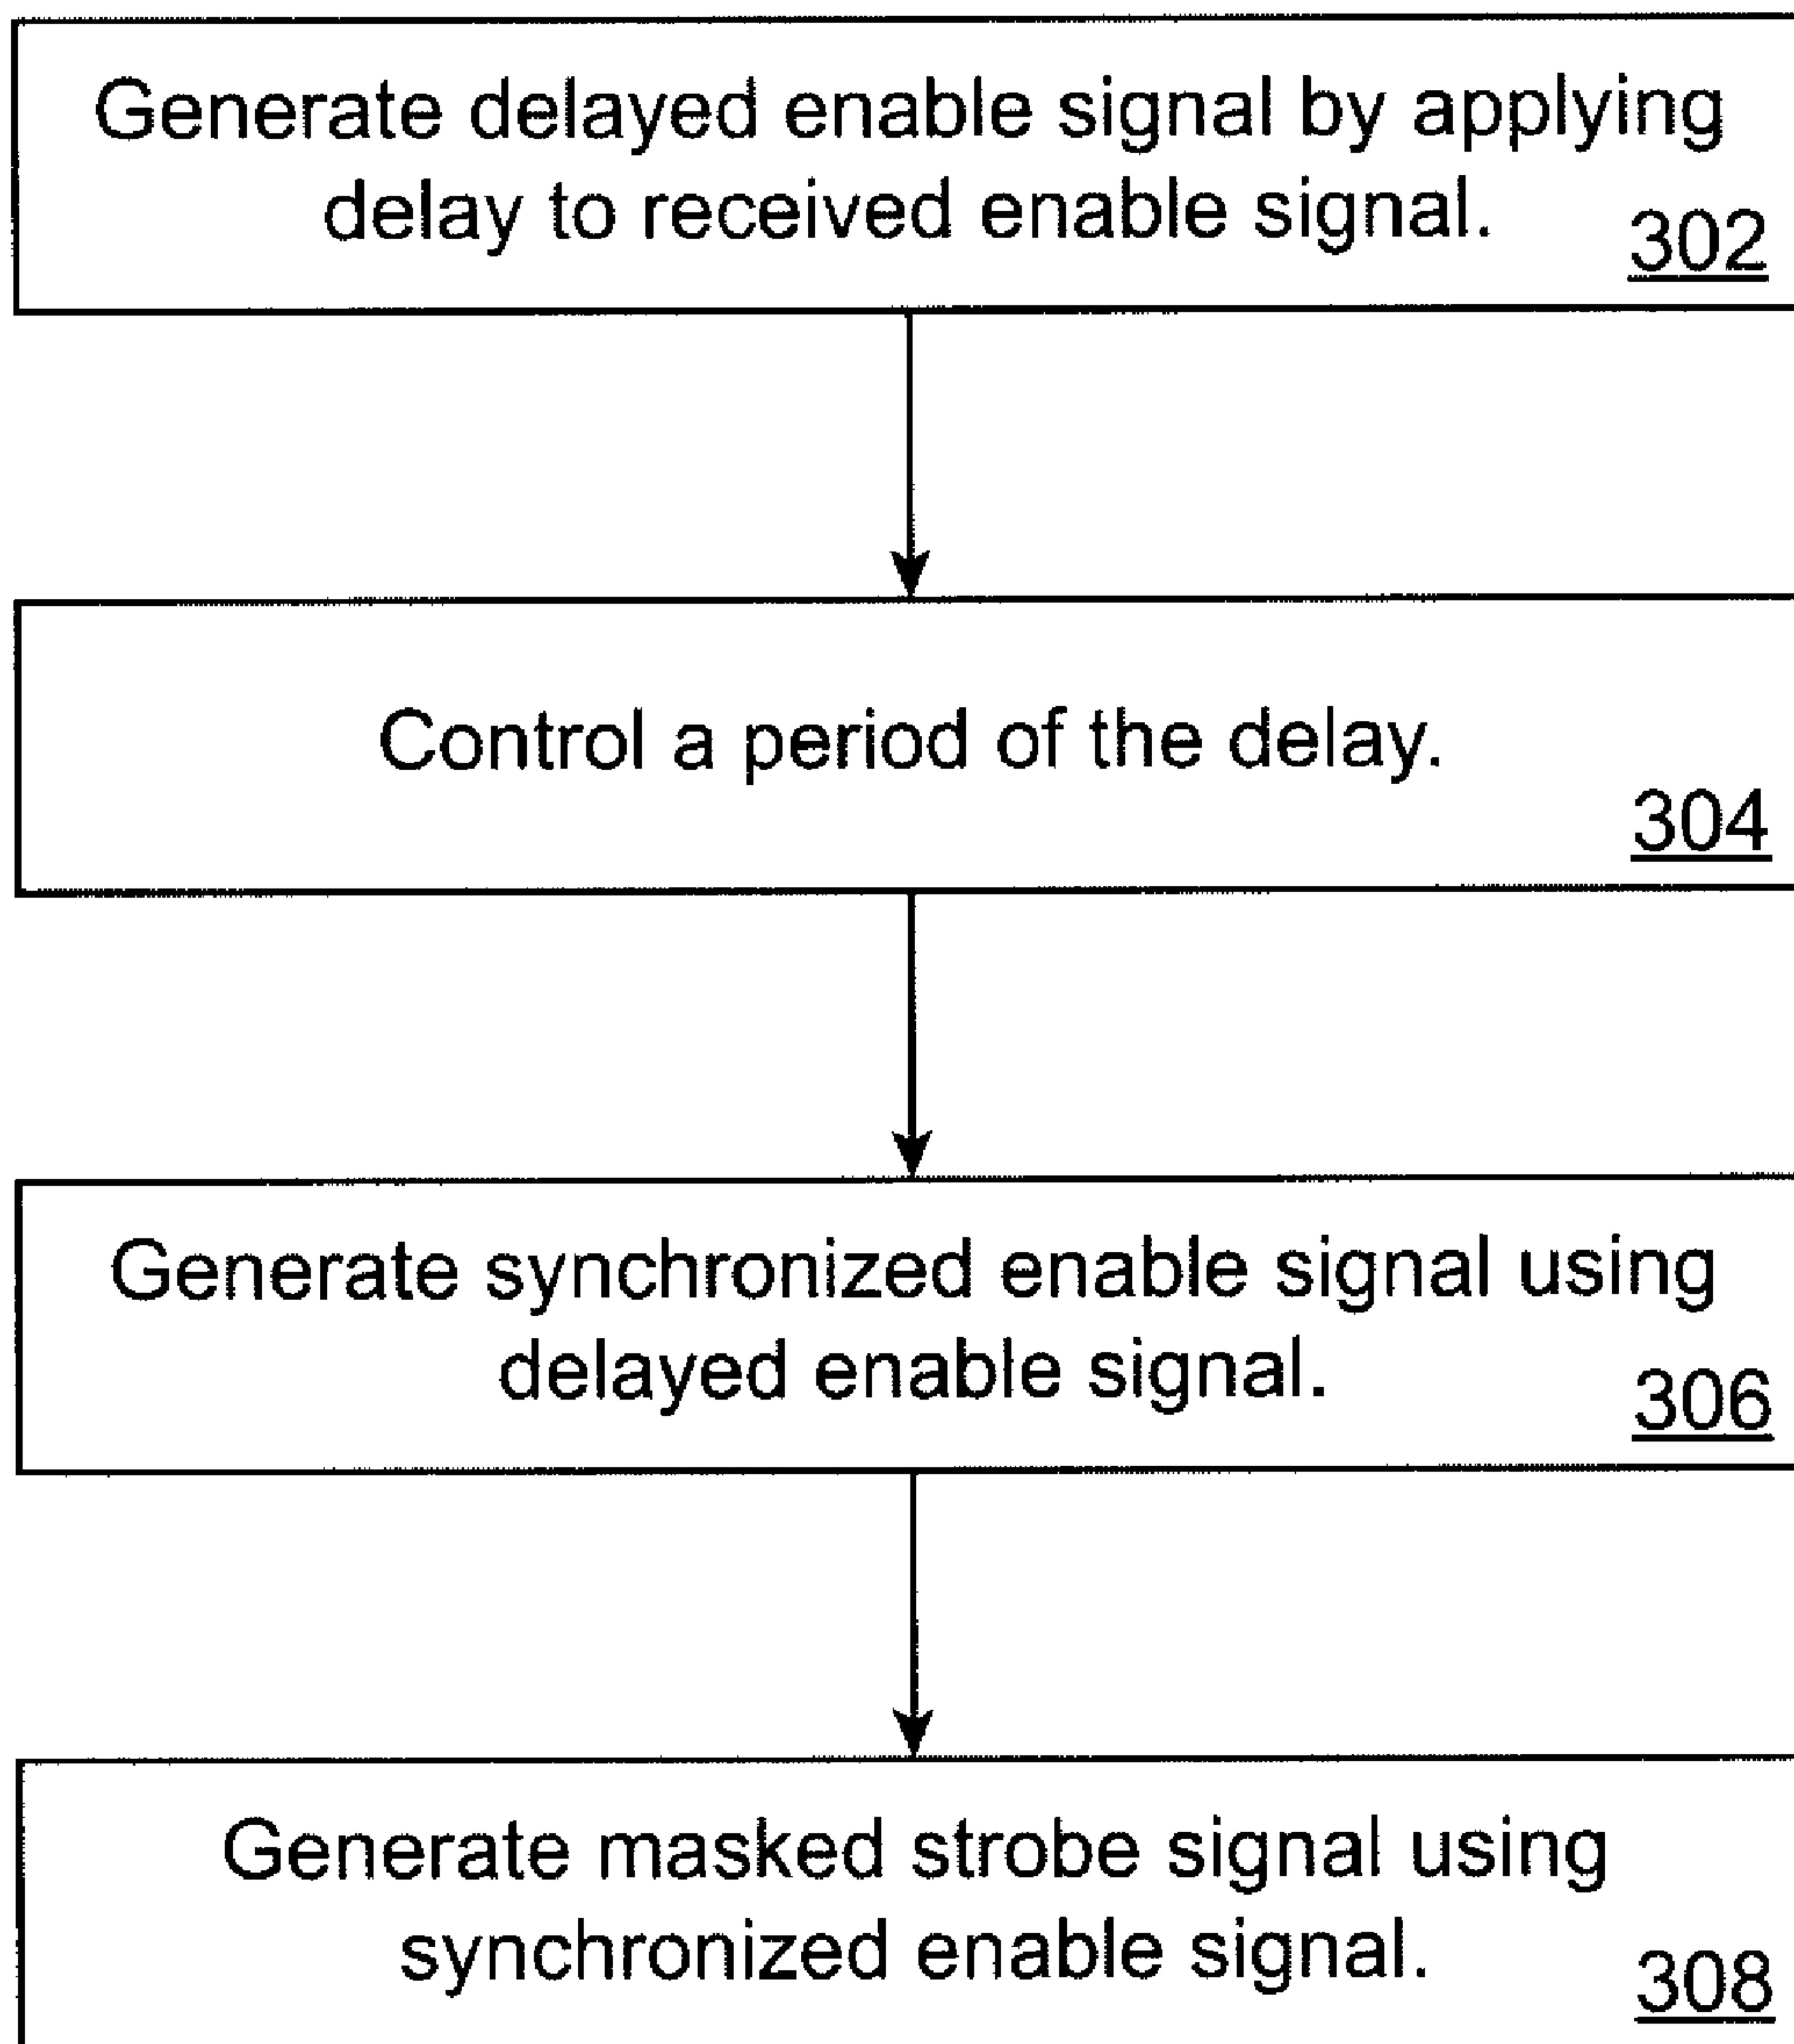 Generate delayed enable signal by applying
delay to received enable signal.
302
Control a period of the delay.
304
Generate synchronized enable signal using
delayed enable signal.
306
Generate masked strobe signal using
synchronized enable signal.
308